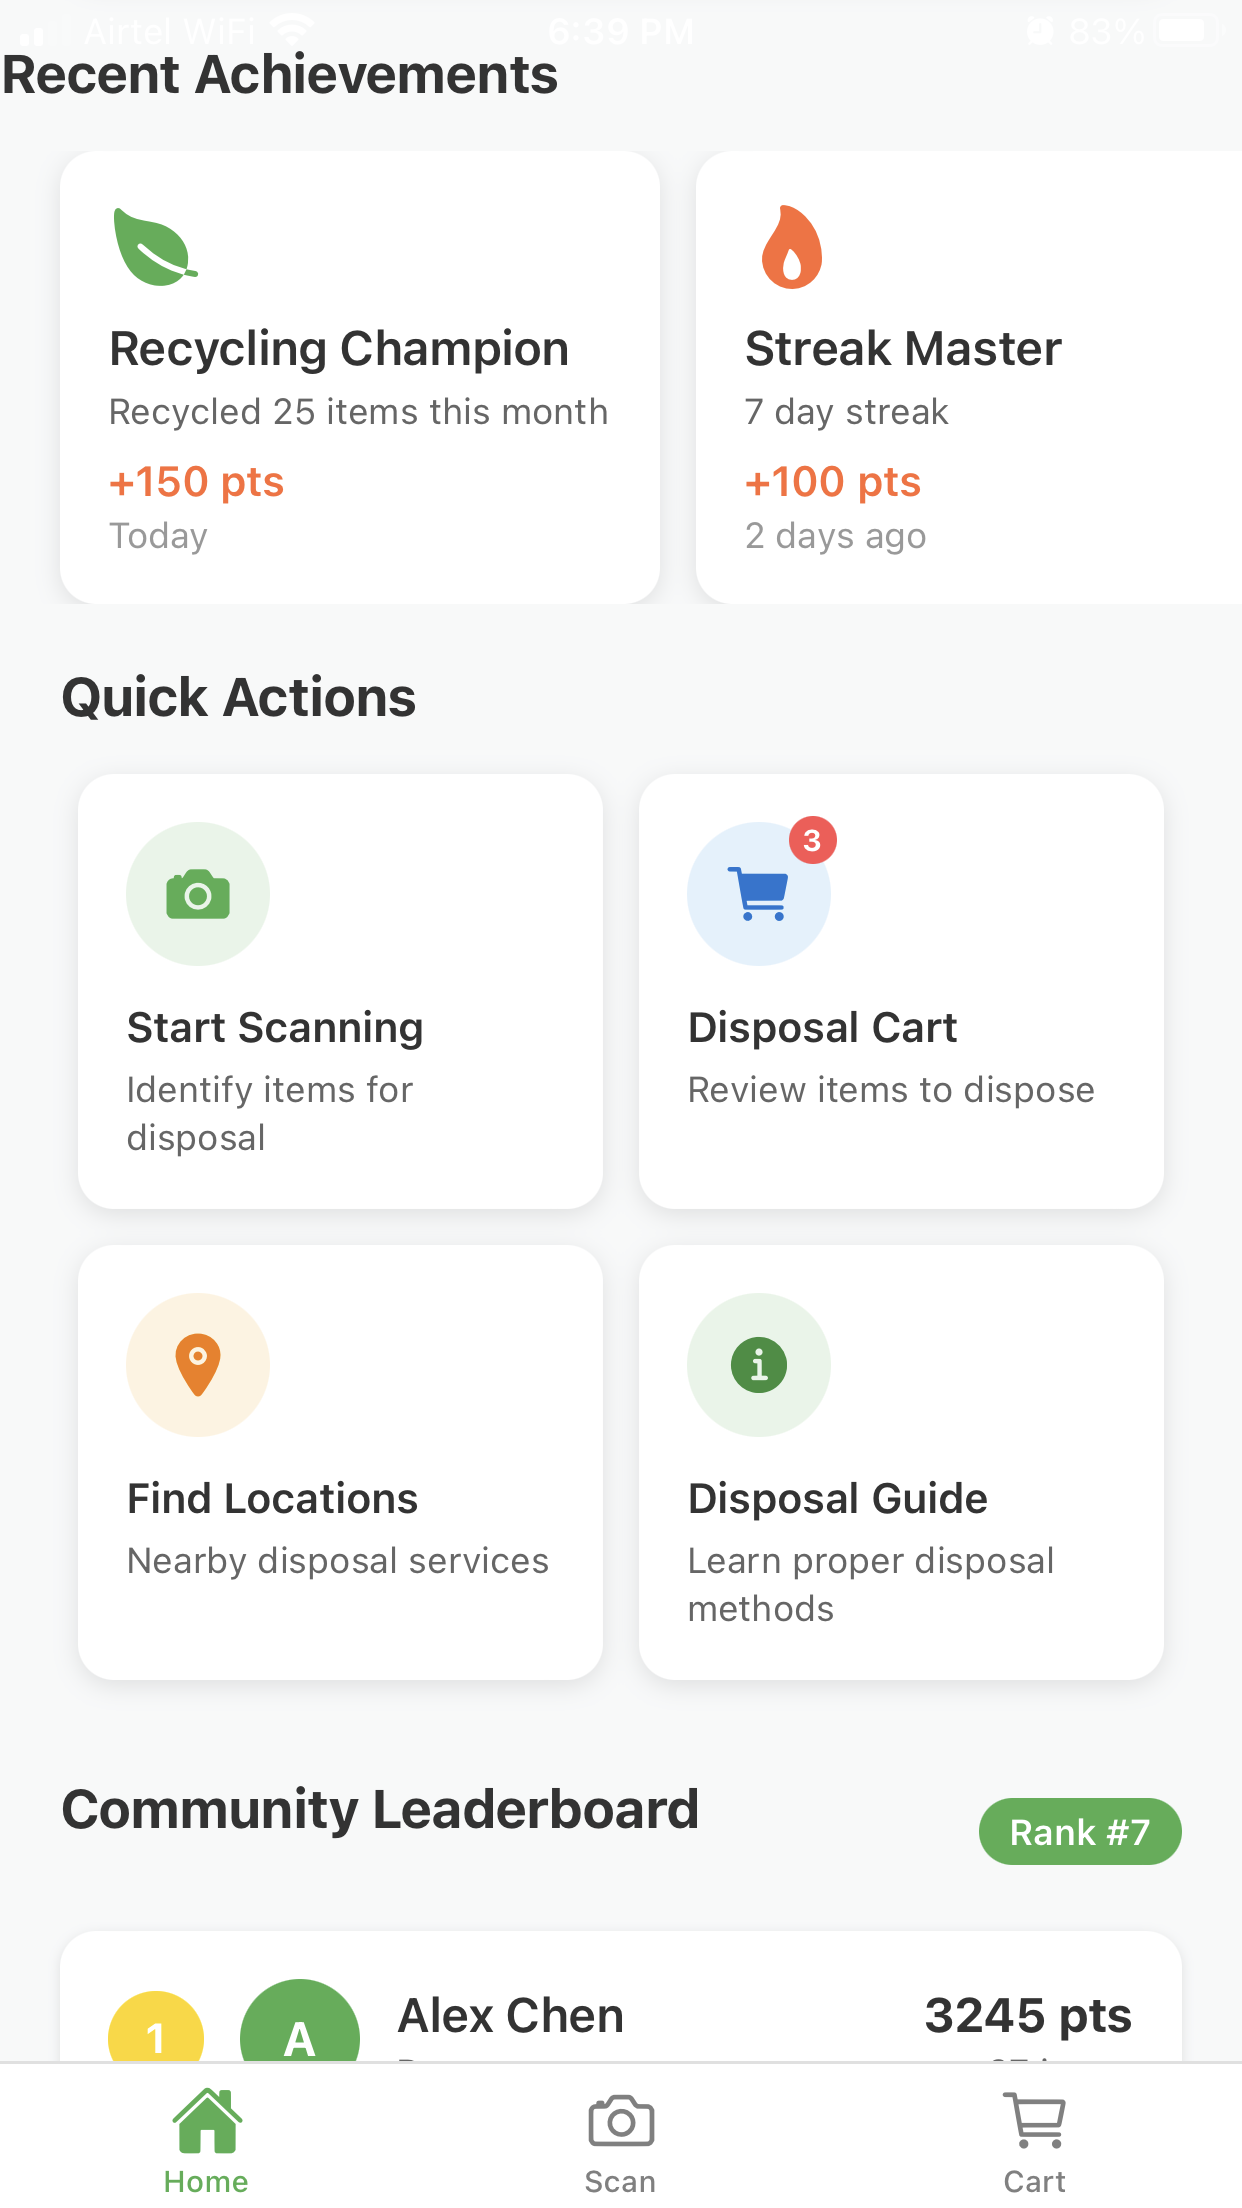 Airtel WiFi 6:39 PM 83%
Recent Achievements
Recycling Champion
Recycled 25 items this month
+150 pts
Today
Streak Master
7 day streak
+100 pts
2 days ago
Quick Actions
Start Scanning
Identify items for
disposal
3
Disposal Cart
Review items to dispose
Find Locations
Nearby disposal services
Disposal Guide
Learn proper disposal
methods
Community Leaderboard
Rank #7
1 A Alex Chen 3245 pts
Home Scan Cart